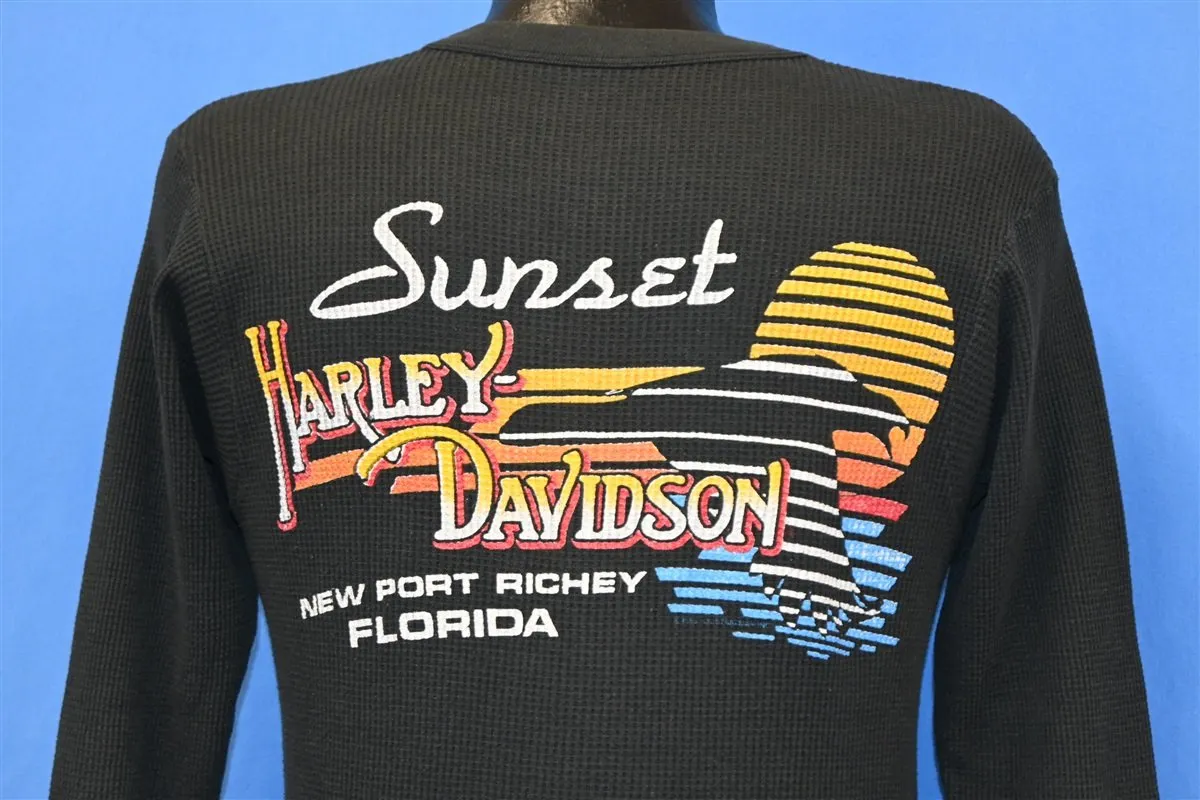 Sunset
HARLEY-
DAVIDSON
NEW PORT RICHEY
FLORIDA